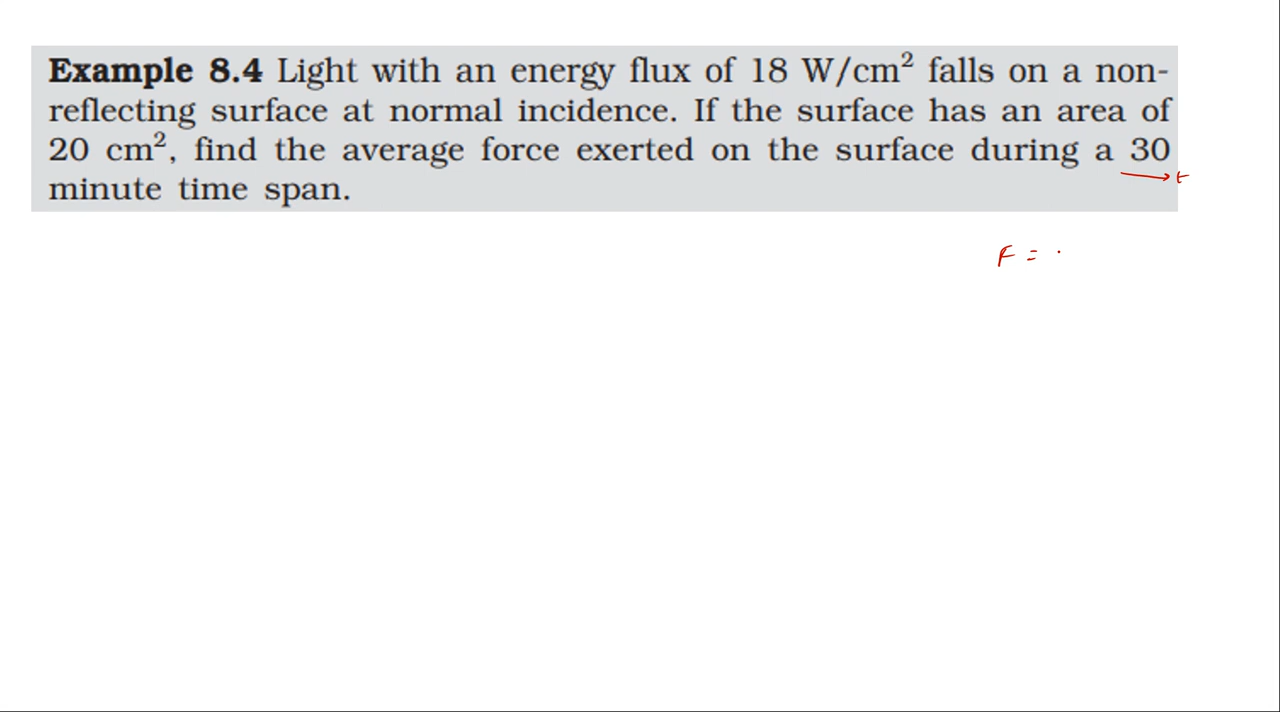 Example 8.4 Light with an energy flux of 18 W/cm² falls on a non-
reflecting surface at normal incidence. If the surface has an area of
20 cm², find the average force exerted on the surface during a 30
minute time span.
→ t
F = .